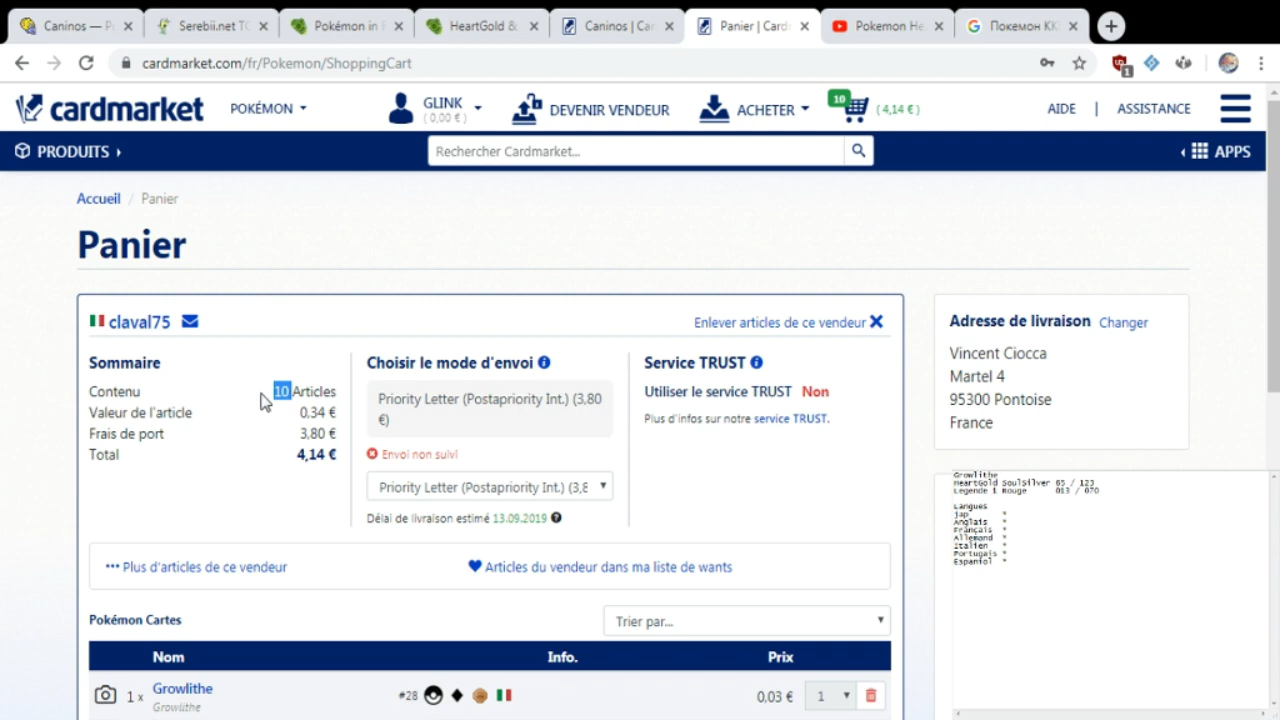 Caninos — P
Serebii.net TC
Pokémon in F
HeartGold &
Caninos | Car
Panier | Card
Pokemon He
Покемон КК
cardmarket.com/fr/Pokemon/ShoppingCart
1
cardmarket
POKÉMON
GLINK
( 0,00 € )
DEVENIR VENDEUR
ACHETER
10
( 4,14 € )
AIDE | ASSISTANCE
PRODUITS
Rechercher Cardmarket...
APPS
Accueil / Panier
Panier
claval75
Enlever articles de ce vendeur
Sommaire
Contenu 10 Articles
Valeur de l'article 0,34 €
Frais de port 3,80 €
Total 4,14 €
Choisir le mode d'envoi
Priority Letter (Postapriority Int.) (3,80
€)
Envoi non suivi
Priority Letter (Postapriority Int.) (3,8
Délai de livraison estimé 13.09.2019
Service TRUST
Utiliser le service TRUST Non
Plus d'infos sur notre service TRUST.
Adresse de livraison Changer
Vincent Ciocca
Martel 4
95300 Pontoise
France
Growlithe
HeartGold SoulSilver 65 / 123
Legende 1 Rouge 013 / 070
Langues
jap *
Anglais *
Français *
Allemand *
Italien *
Portugais *
Espaniol *
Plus d'articles de ce vendeur
Articles du vendeur dans ma liste de wants
Pokémon Cartes
Trier par...
Nom Info. Prix
1 x Growlithe #28 0,03 € 1
Growlithe